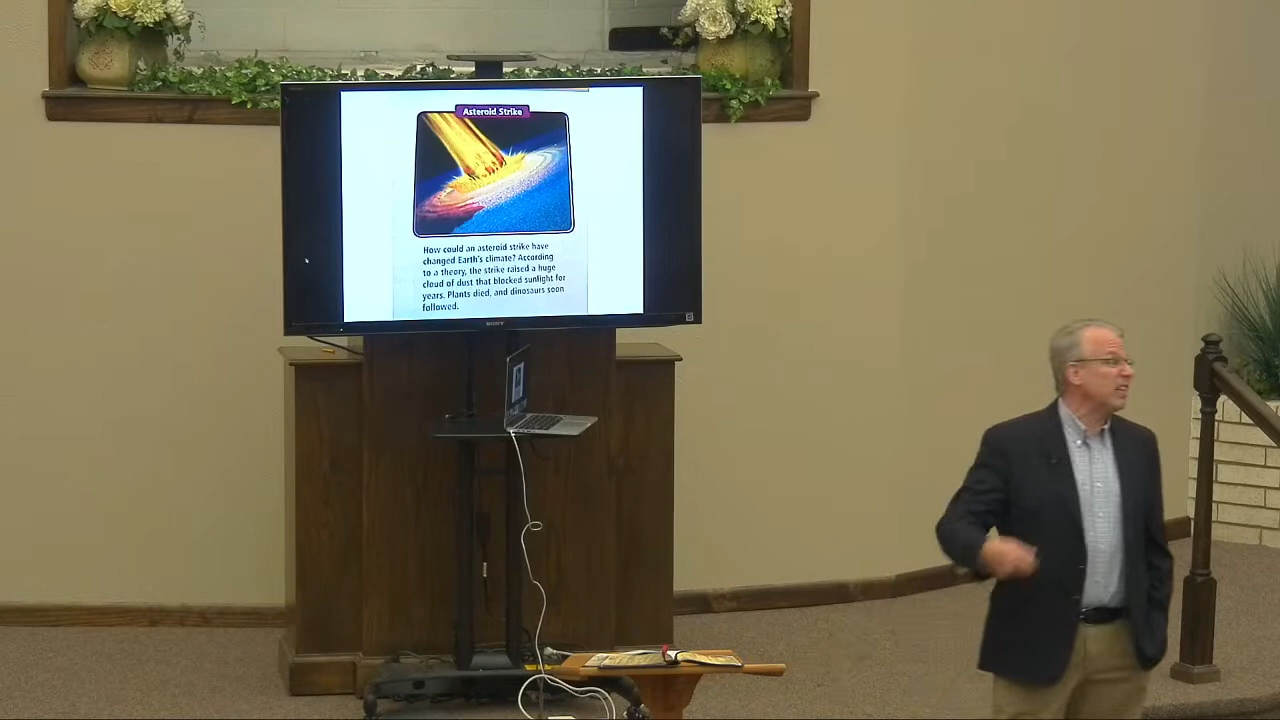 Asteroid Strike
How could an asteroid strike have
changed Earth's climate? According
to a theory, the strike raised a huge
cloud of dust that blocked sunlight for
years. Plants died, and dinosaurs soon
followed.
SONY